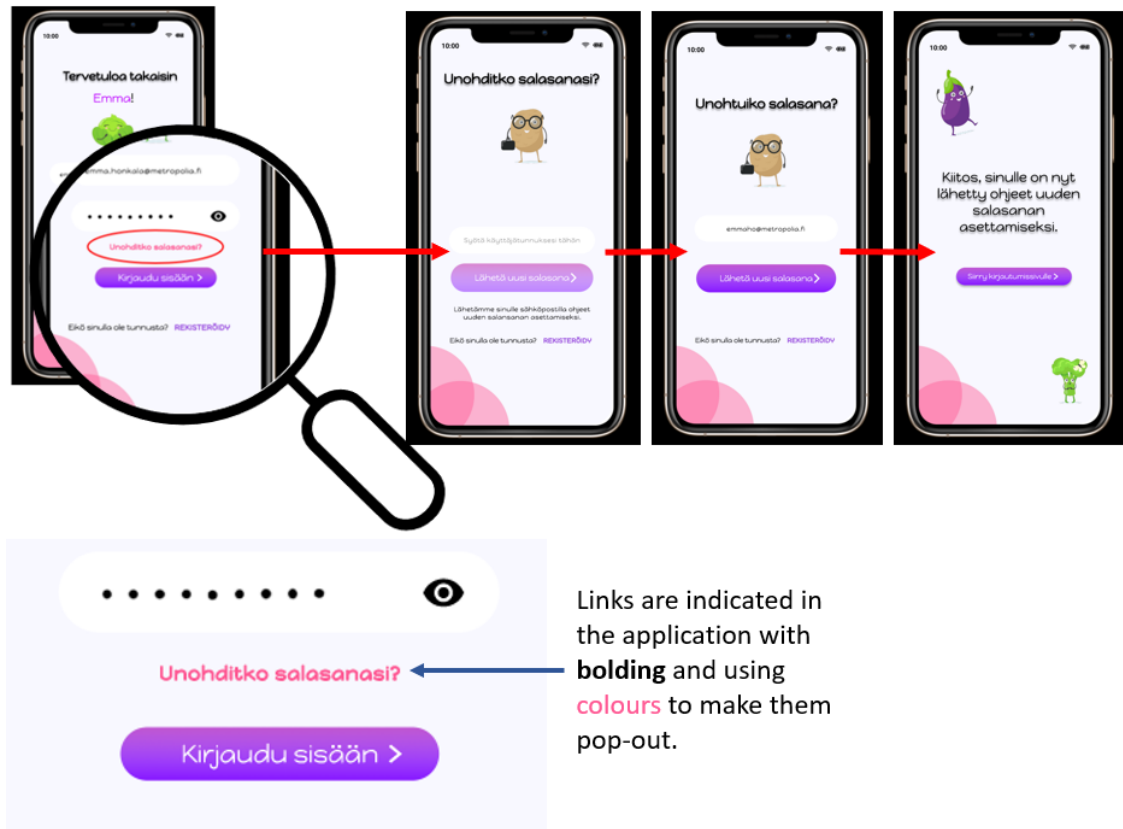 10:00
Tervetuloa takaisin
Emma!
emma.honkala@metropolia.fi
• • • • • • • • •
Unohditko salasanasi?
Kirjaudu sisään >
Eikö sinulla ole tunnusta? REKISTERÖIDY
10:00
Unohditko salasanasi?
Syötä käyttäjätunnuksesi tähän
Lähetä uusi salasana >
Lähetämme sinulle sähköpostilla ohjeet
uuden salansanan asettamiseksi.
Eikö sinulla ole tunnusta? REKISTERÖIDY
10:00
Unohtuiko salasana?
emmaho@metropolia.fi
Lähetä uusi salasana >
Eikö sinulla ole tunnusta? REKISTERÖIDY
10:00
Kiitos, sinulle on nyt
lähetty ohjeet uuden
salasanan
asettamiseksi.
Siirry kirjautumissivulle >
• • • • • • • • •
Unohditko salasanasi?
Kirjaudu sisään >
Links are indicated in
the application with
bolding and using
colours to make them
pop-out.